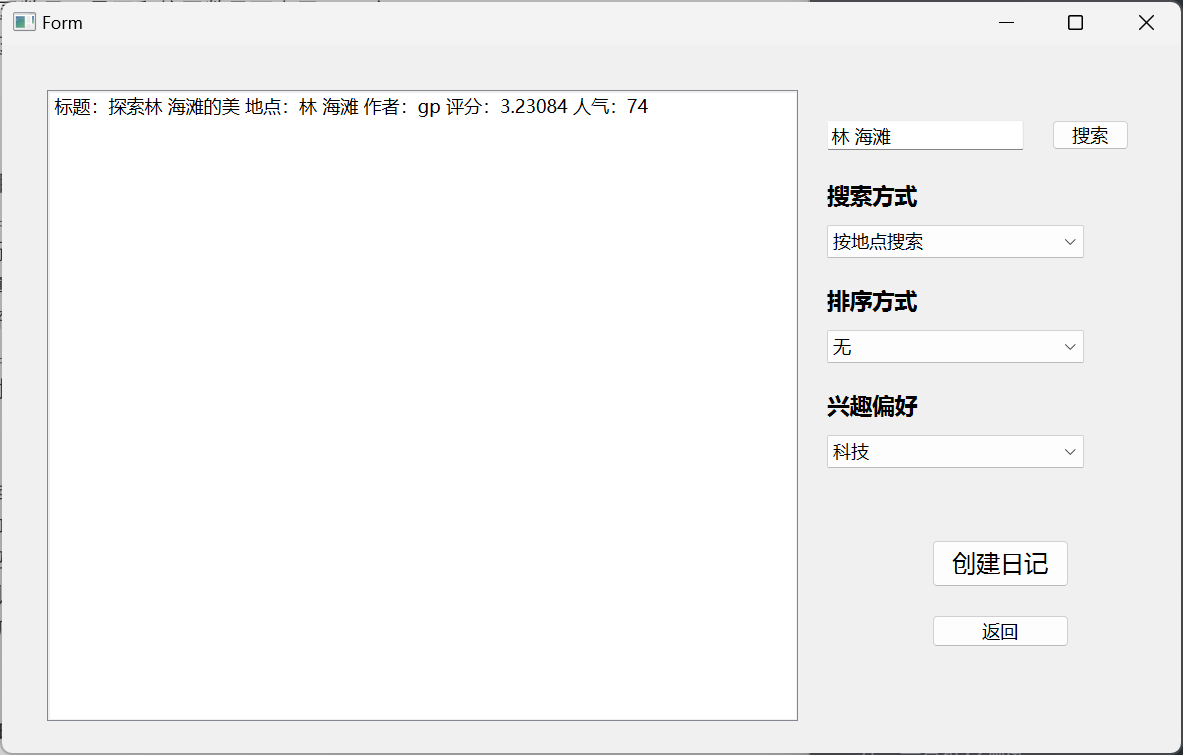 Form
标题：探索林 海滩的美 地点：林 海滩 作者：gp 评分：3.23084 人气：74
林 海滩
搜索
搜索方式
按地点搜索
排序方式
无
兴趣偏好
科技
创建日记
返回